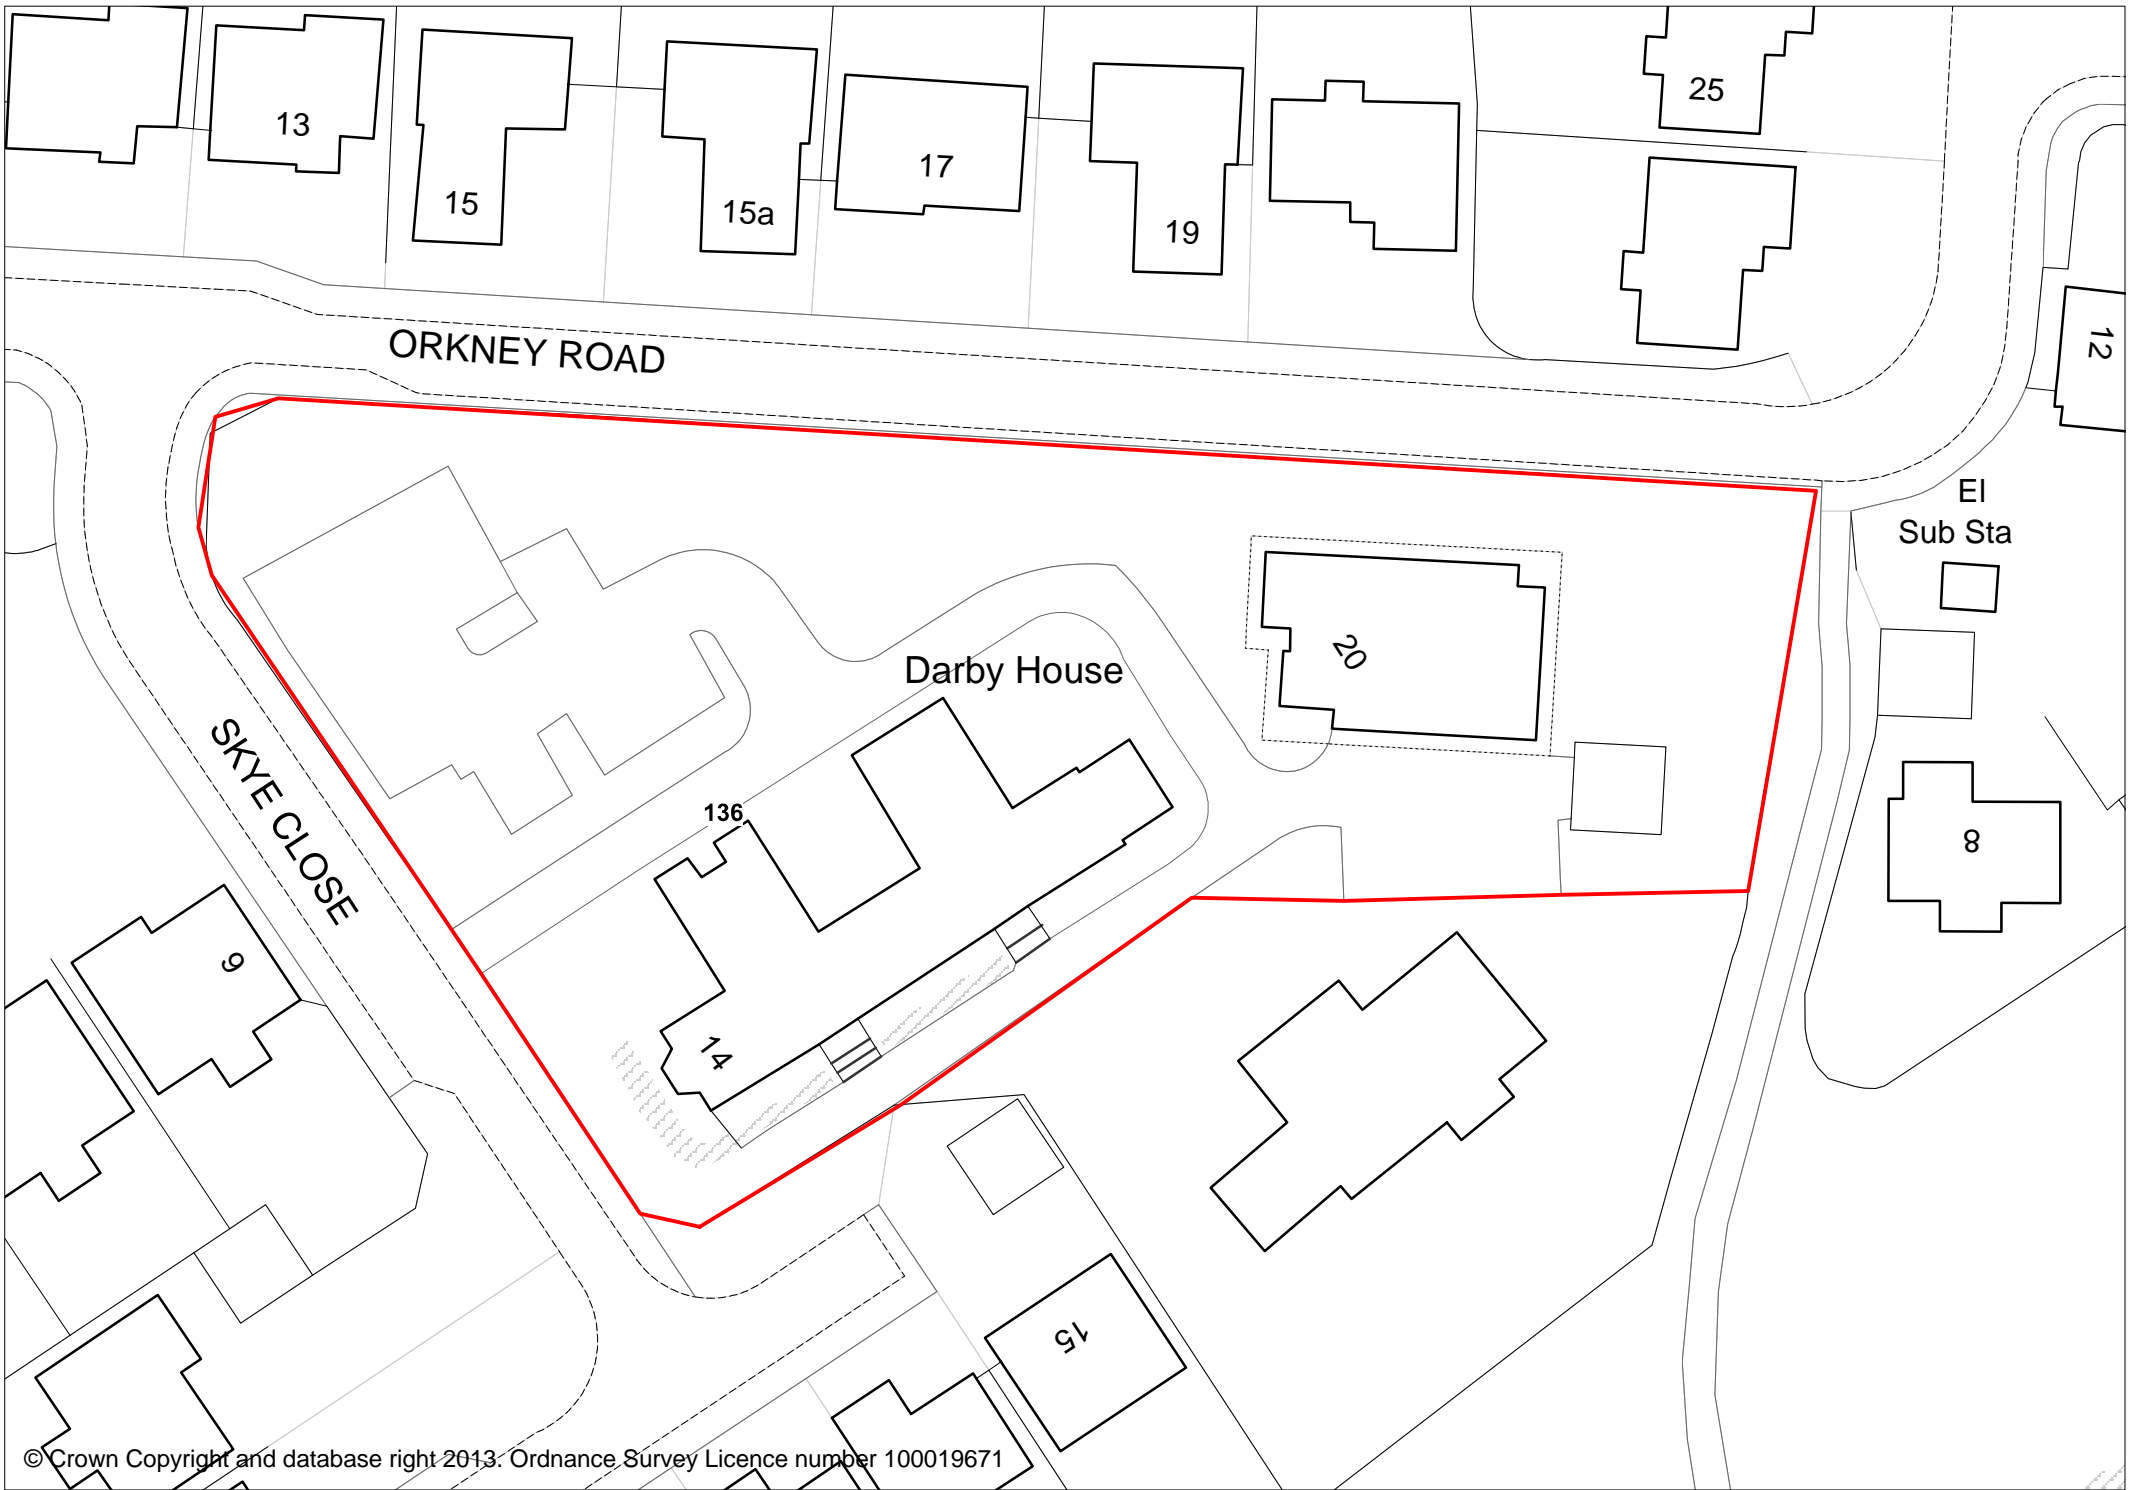 25
13
17
15
15a
19
12
ORKNEY ROAD
El
Sub Sta
20
Darby House
SKYE CLOSE
136
8
9
14
15
© Crown Copyright and database right 2013. Ordnance Survey Licence number 100019671